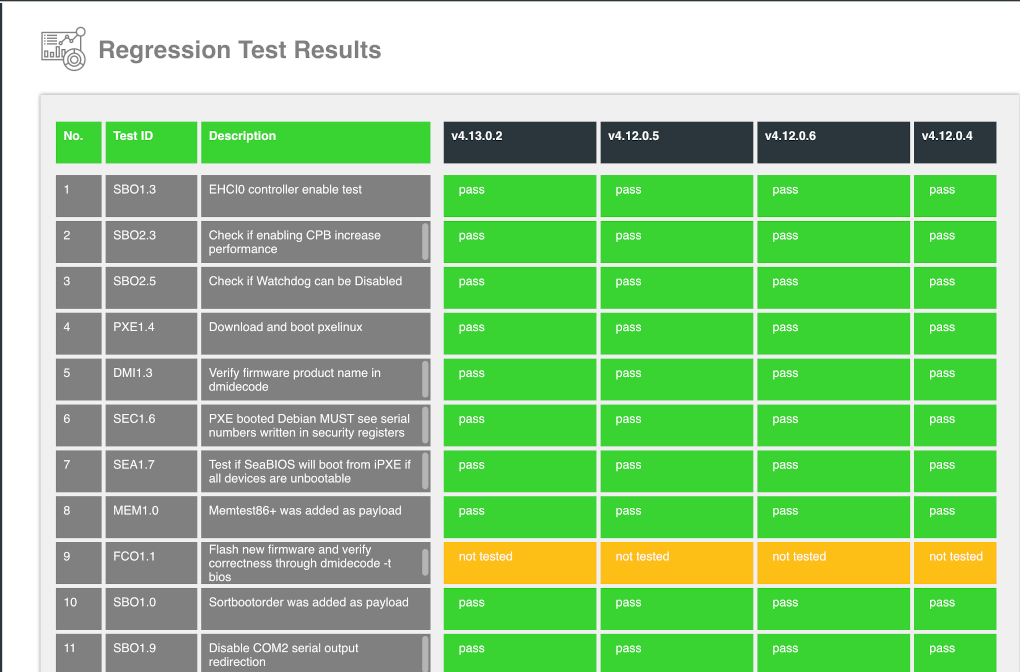 Regression Test Results
No. Test ID Description v4.13.0.2 v4.12.0.5 v4.12.0.6 v4.12.0.4
1 SBO1.3 EHCI0 controller enable test pass pass pass pass
2 SBO2.3 Check if enabling CPB increase pass pass pass pass
performance
3 SBO2.5 Check if Watchdog can be Disabled pass pass pass pass
4 PXE1.4 Download and boot pxelinux pass pass pass pass
5 DMI1.3 Verify firmware product name in pass pass pass pass
dmidecode
6 SEC1.6 PXE booted Debian MUST see serial pass pass pass pass
numbers written in security registers
7 SEA1.7 Test if SeaBIOS will boot from iPXE if pass pass pass pass
all devices are unbootable
8 MEM1.0 Memtest86+ was added as payload pass pass pass pass
Flash new firmware and verify
9 FCO1.1 correctness through dmidecode -t not tested not tested not tested not tested
bios
10 SBO1.0 Sortbootorder was added as payload pass pass pass pass
11 SBO1.9 Disable COM2 serial output pass pass pass pass
redirection